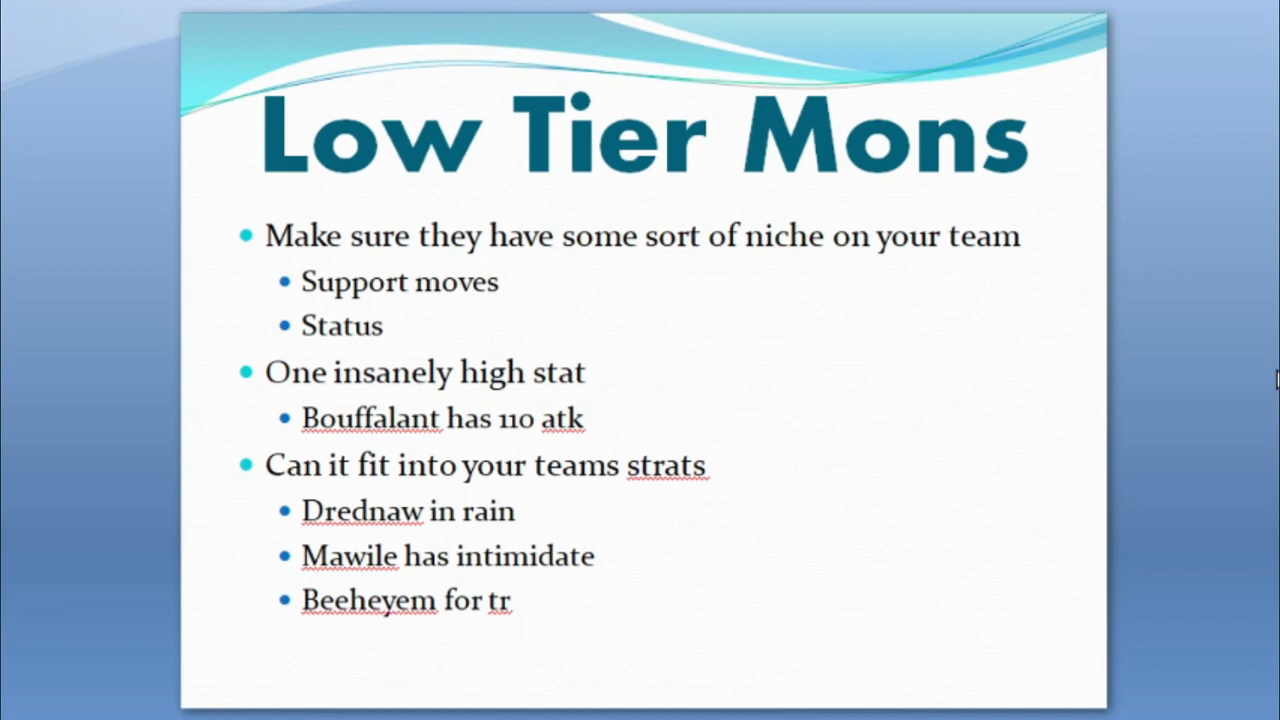 Low Tier Mons
Make sure they have some sort of niche on your team
Support moves
Status
One insanely high stat
Bouffalant has 110 atk
Can it fit into your teams strats
Drednaw in rain
Mawile has intimidate
Beeheyem for tr